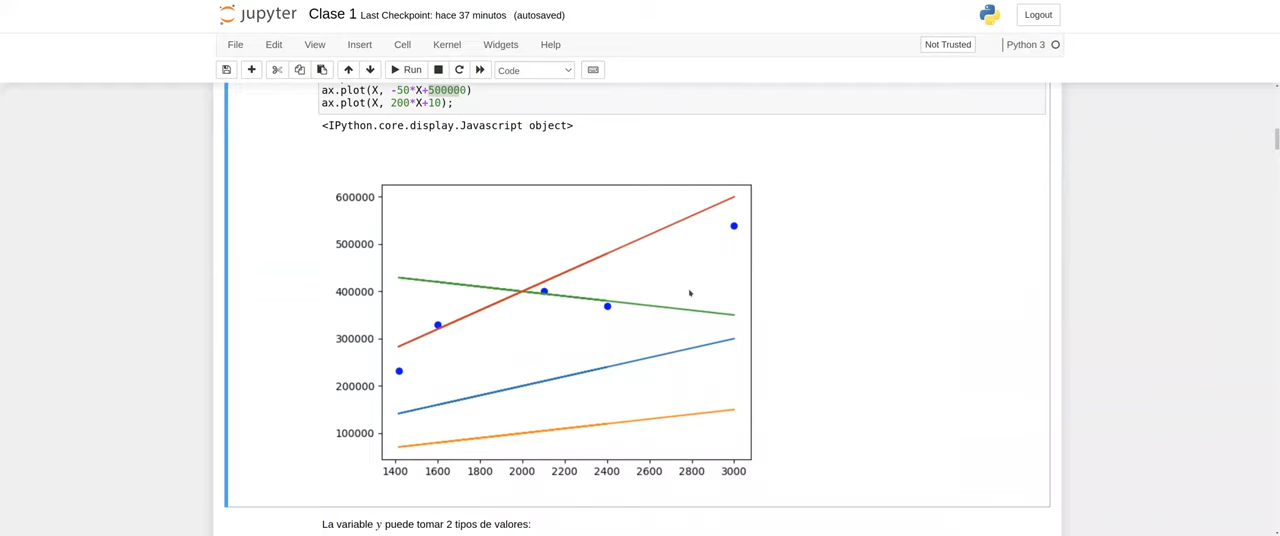 jupyter Clase 1 Last Checkpoint: hace 37 minutos (autosaved)
Logout
File Edit View Insert Cell Kernel Widgets Help
Not Trusted
Python 3
Run
Code
ax.plot(X, -50*X+500000)
ax.plot(X, 200*X+10);
<IPython.core.display.Javascript object>
600000
500000
400000
300000
200000
100000
1400 1600 1800 2000 2200 2400 2600 2800 3000
La variable y puede tomar 2 tipos de valores: